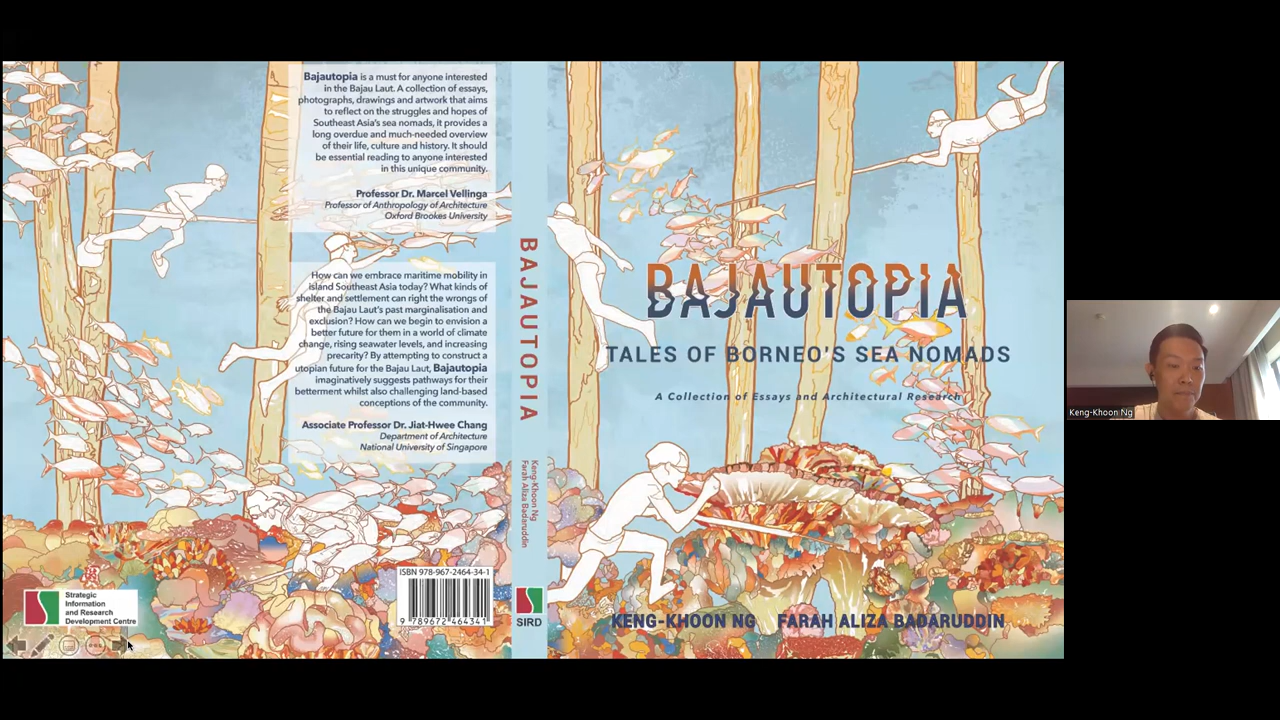 Bajautopia is a must for anyone interested
in the Bajau Laut. A collection of essays,
photographs, drawings and artwork that aims
to reflect on the struggles and hopes of
Southeast Asia's sea nomads, it provides a
long overdue and much-needed overview
of their life, culture and history. It should
be essential reading to anyone interested
in this unique community.
Professor Dr. Marcel Vellinga
Professor of Anthropology of Architecture
Oxford Brookes University
How can we embrace maritime mobility in
island Southeast Asia today? What kinds of
shelter and settlement can right the wrongs of
the Bajau Laut's past marginalisation and
exclusion? How can we begin to envision a
better future for them in a world of climate
change, rising seawater levels, and increasing
precarity? By attempting to construct a
utopian future for the Bajau Laut, Bajautopia
imaginatively suggests pathways for their
betterment whilst also challenging land-based
conceptions of the community.
Associate Professor Dr. Jiat-Hwee Chang
Department of Architecture
National University of Singapore
ISBN 978-967-2464-34-1
9 789672 464341
Strategic
Information
and Research
Development Centre
BAJAUTOPIA
Keng-Khoon Ng
Farah Aliza Badaruddin
SIRD
BAJAUTOPIA
TALES OF BORNEO'S SEA NOMADS
A Collection of Essays and Architectural Research
KENG-KHOON NG FARAH ALIZA BADARUDDIN
Keng-Khoon Ng